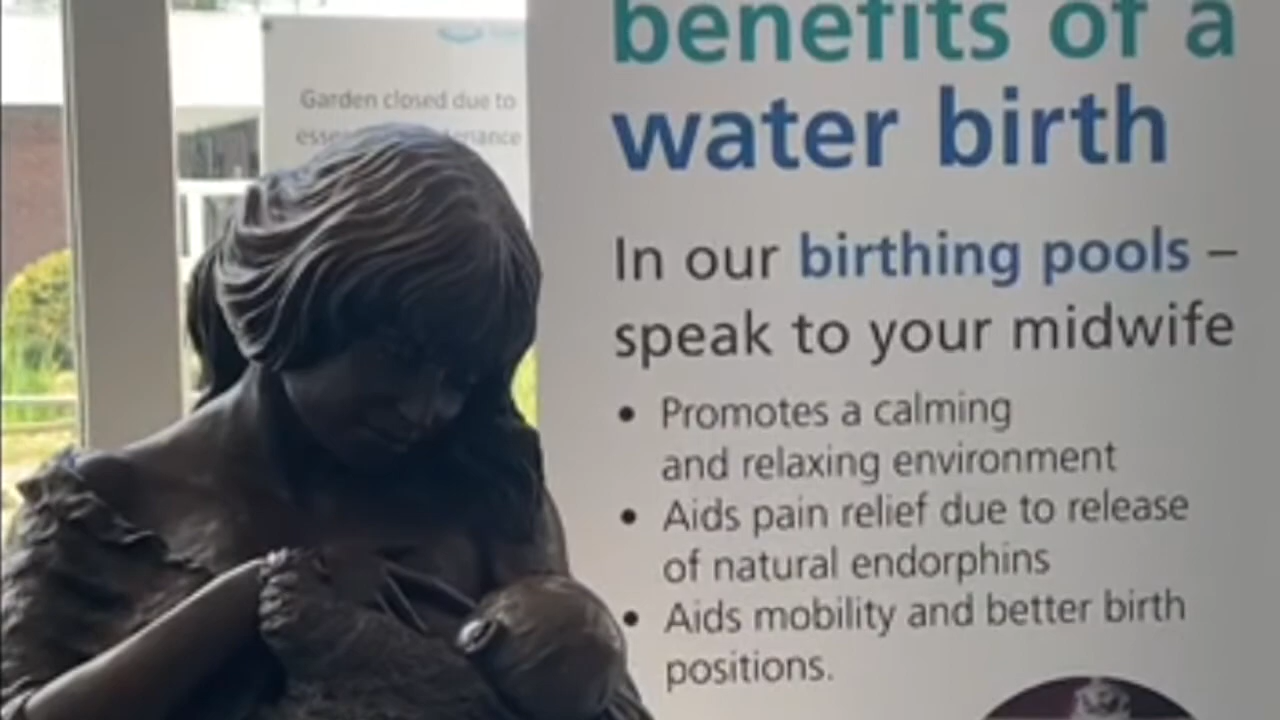 Garden closed due to
benefits of a
water birth
In our birthing pools –
speak to your midwife
• Promotes a calming
and relaxing environment
• Aids pain relief due to release
of natural endorphins
• Aids mobility and better birth
positions.